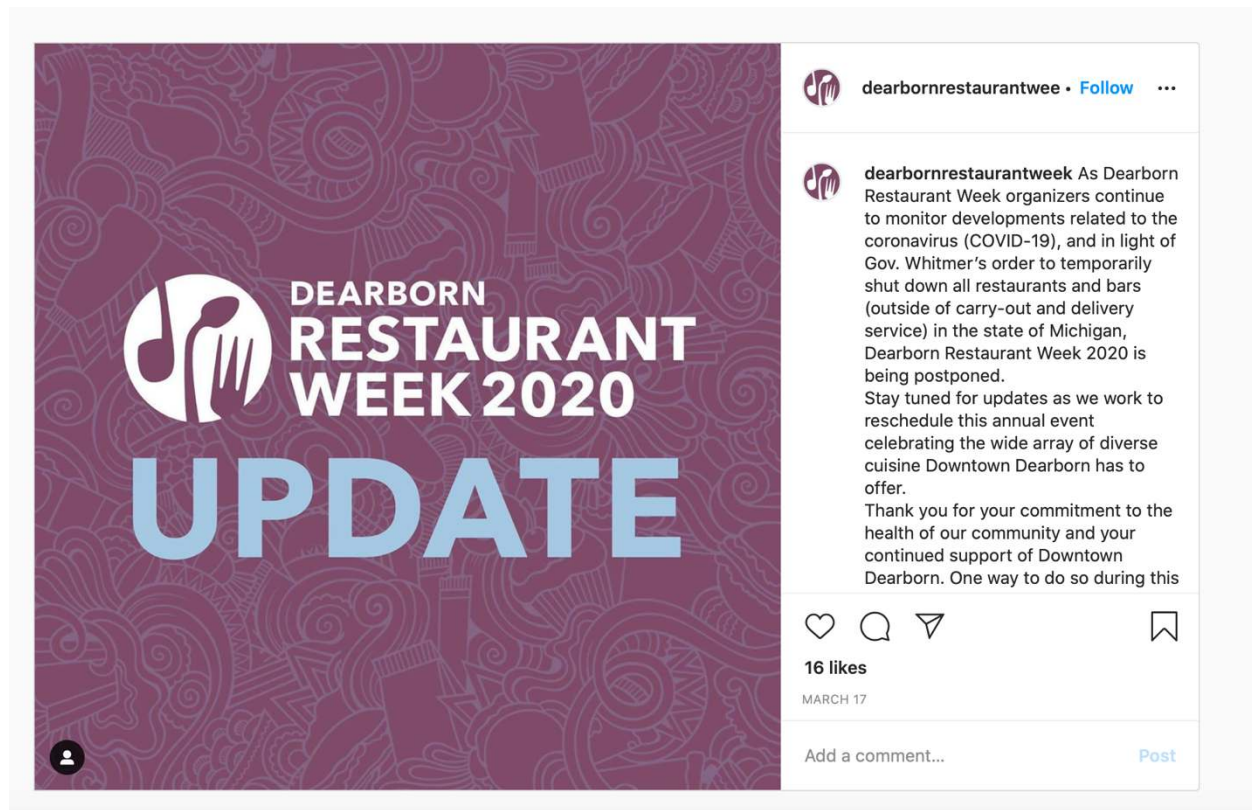 DEARBORN
RESTAURANT
WEEK 2020
UPDATE
dearbornrestaurantwee • Follow
dearbornrestaurantweek As Dearborn
Restaurant Week organizers continue
to monitor developments related to the
coronavirus (COVID-19), and in light of
Gov. Whitmer’s order to temporarily
shut down all restaurants and bars
(outside of carry-out and delivery
service) in the state of Michigan,
Dearborn Restaurant Week 2020 is
being postponed.
Stay tuned for updates as we work to
reschedule this annual event
celebrating the wide array of diverse
cuisine Downtown Dearborn has to
offer.
Thank you for your commitment to the
health of our community and your
continued support of Downtown
Dearborn. One way to do so during this
16 likes
MARCH 17
Add a comment... Post